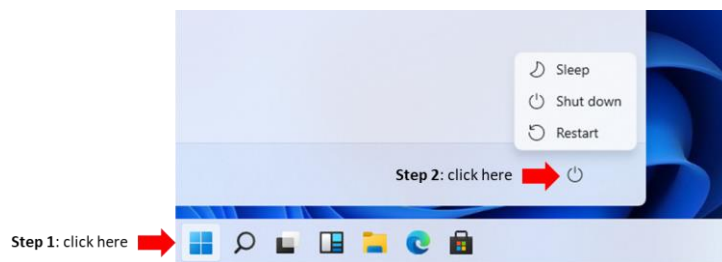 Sleep
Shut down
Restart
Step 2: click here
Step 1: click here